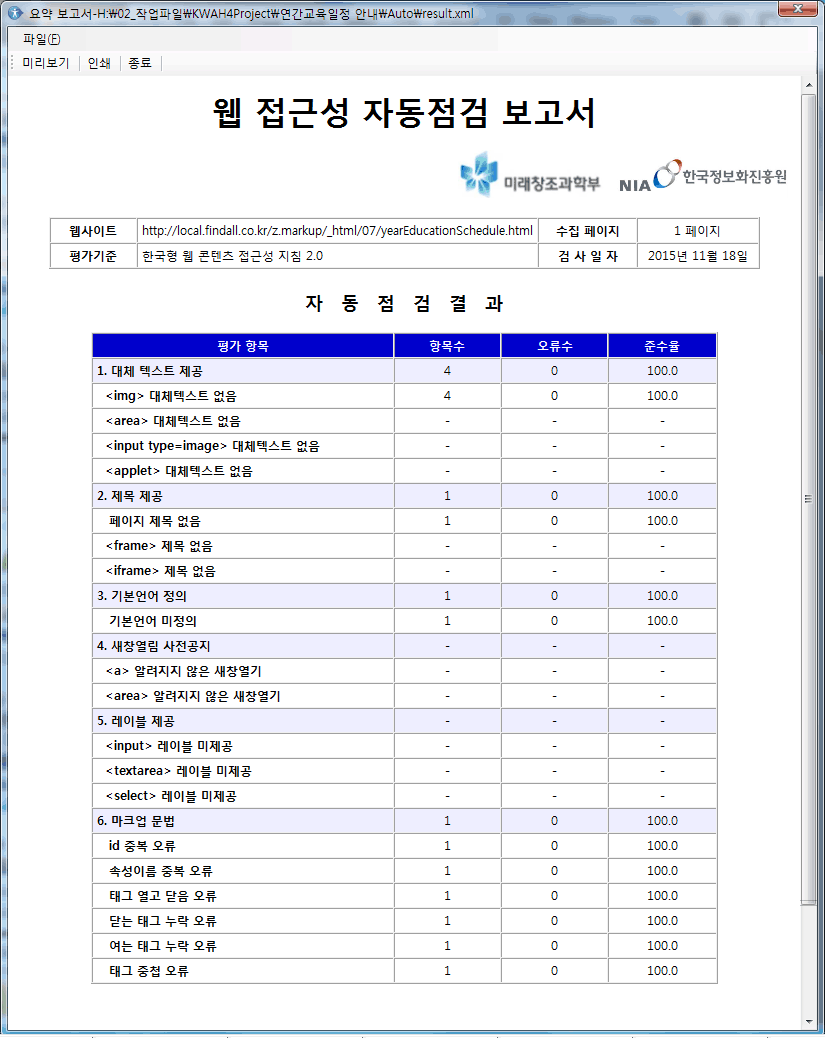 요약 보고서-H:₩02_작업파일₩KWAH4Project₩연간교육일정 안내₩Auto₩result.xml
파일(F)
미리보기 인쇄 종료
웹 접근성 자동점검 보고서
미래창조과학부 NIA 한국정보화진흥원
웹사이트 http://local.findall.co.kr/z.markup/_html/07/yearEducationSchedule.html 수집 페이지 1 페이지
평가기준 한국형 웹 콘텐츠 접근성 지침 2.0 검 사 일 자 2015년 11월 18일
자 동 점 검 결 과
평가 항목 항목수 오류수 준수율
1. 대체 텍스트 제공 4 0 100.0
<img> 대체텍스트 없음 4 0 100.0
<area> 대체텍스트 없음 - - -
<input type=image> 대체텍스트 없음 - - -
<applet> 대체텍스트 없음 - - -
2. 제목 제공 1 0 100.0
페이지 제목 없음 1 0 100.0
<frame> 제목 없음 - - -
<iframe> 제목 없음 - - -
3. 기본언어 정의 1 0 100.0
기본언어 미정의 1 0 100.0
4. 새창열림 사전공지 - - -
<a> 알려지지 않은 새창열기 - - -
<area> 알려지지 않은 새창열기 - - -
5. 레이블 제공 - - -
<input> 레이블 미제공 - - -
<textarea> 레이블 미제공 - - -
<select> 레이블 미제공 - - -
6. 마크업 문법 1 0 100.0
id 중복 오류 1 0 100.0
속성이름 중복 오류 1 0 100.0
태그 열고 닫음 오류 1 0 100.0
닫는 태그 누락 오류 1 0 100.0
여는 태그 누락 오류 1 0 100.0
태그 중첩 오류 1 0 100.0